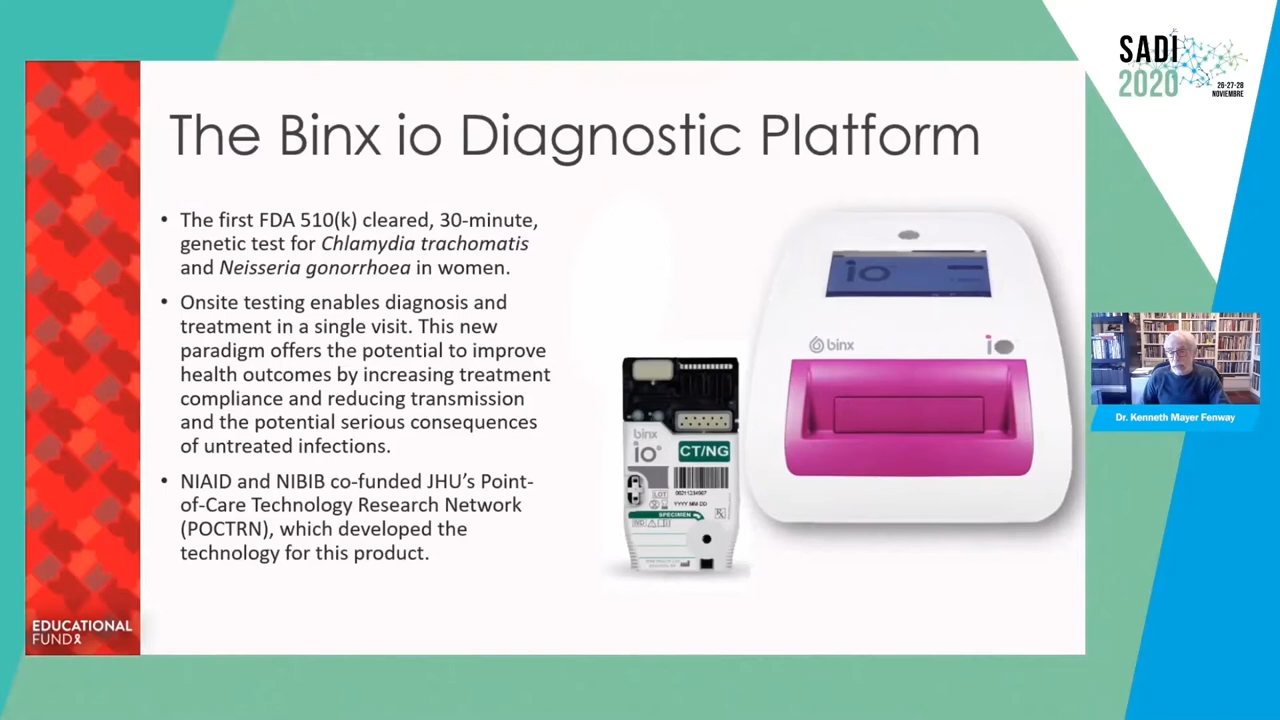 SADI
2020
26-27-28
NOVIEMBRE
The Binx io Diagnostic Platform
• The first FDA 510(k) cleared, 30-minute,
genetic test for Chlamydia trachomatis
and Neisseria gonorrhoea in women.
• Onsite testing enables diagnosis and
treatment in a single visit. This new
paradigm offers the potential to improve
health outcomes by increasing treatment
compliance and reducing transmission
and the potential serious consequences
of untreated infections.
• NIAID and NIBIB co-funded JHU's Point-
of-Care Technology Research Network
(POCTRN), which developed the
technology for this product.
io
binx
io
binx
io
CT/NG
LOT
YYYY MM-DD
SPECIMEN
IVD
EDUCATIONAL
FUND
Dr. Kenneth Mayer Fenway